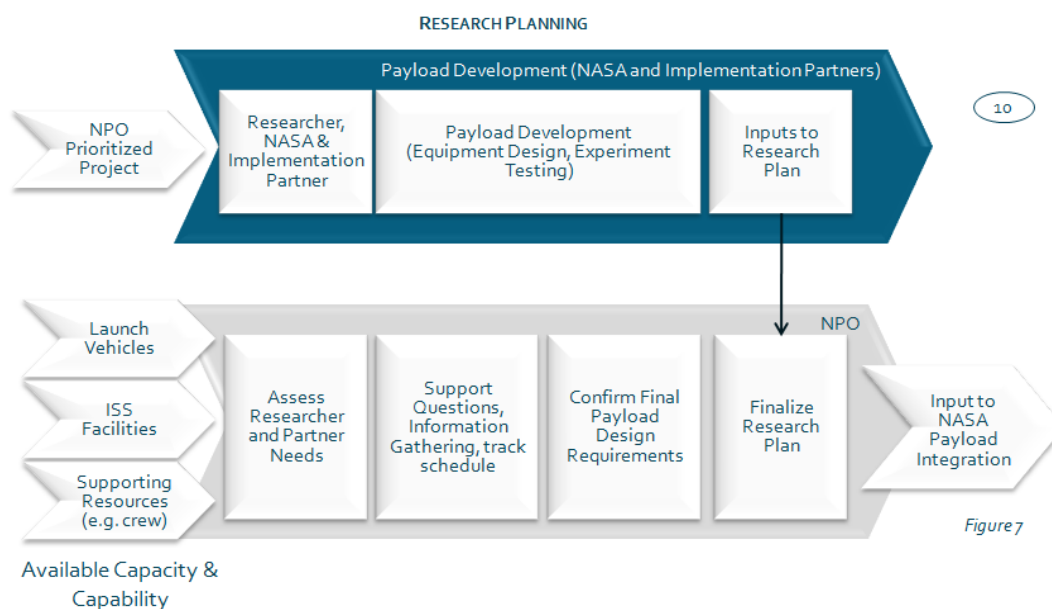 RESEARCH PLANNING
Payload Development (NASA and Implementation Partners)
10
NPO
Prioritized
Project
Researcher,
NASA &
Implementation
Partner
Payload Development
(Equipment Design, Experiment
Testing)
Inputs to
Research
Plan
NPO
Launch
Vehicles
ISS
Facilities
Supporting
Resources
(e.g. crew)
Assess
Researcher
and Partner
Needs
Support
Questions,
Information
Gathering, track
schedule
Confirm Final
Payload
Design
Requirements
Finalize
Research
Plan
Input to
NASA
Payload
Integration
Figure 7
Available Capacity &
Capability